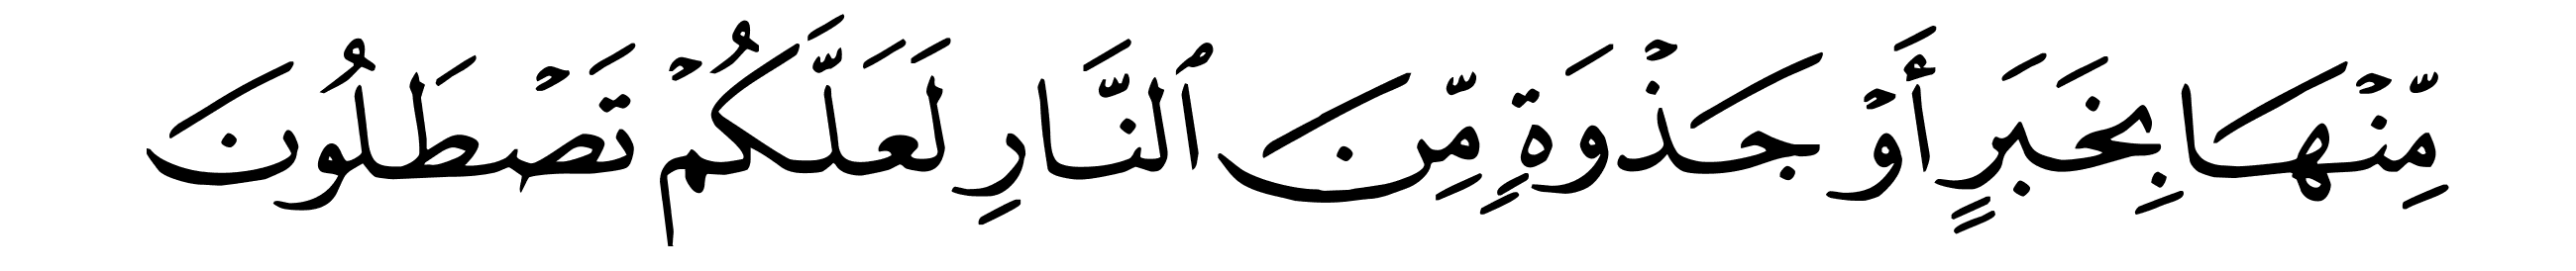 مِّنۡهَا بِخَبَرٍ أَوۡ جَذۡوَةٖ مِّنَ ٱلنَّارِ لَعَلَّكُمۡ تَصۡطَلُونَ